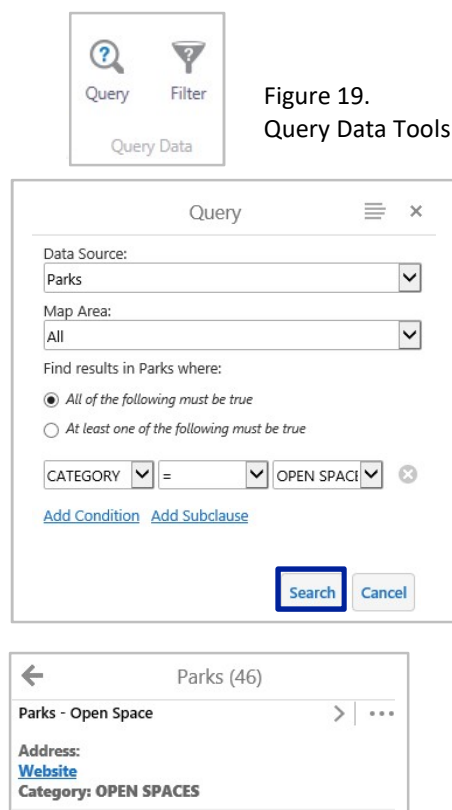 Query Filter
Query Data
Figure 19.
Query Data Tools
Query
Data Source:
Parks
Map Area:
All
Find results in Parks where:
All of the following must be true
At least one of the following must be true
CATEGORY = OPEN SPACE
Add Condition Add Subclause
Search Cancel
Parks (46)
Parks - Open Space
Address:
Website
Category: OPEN SPACES